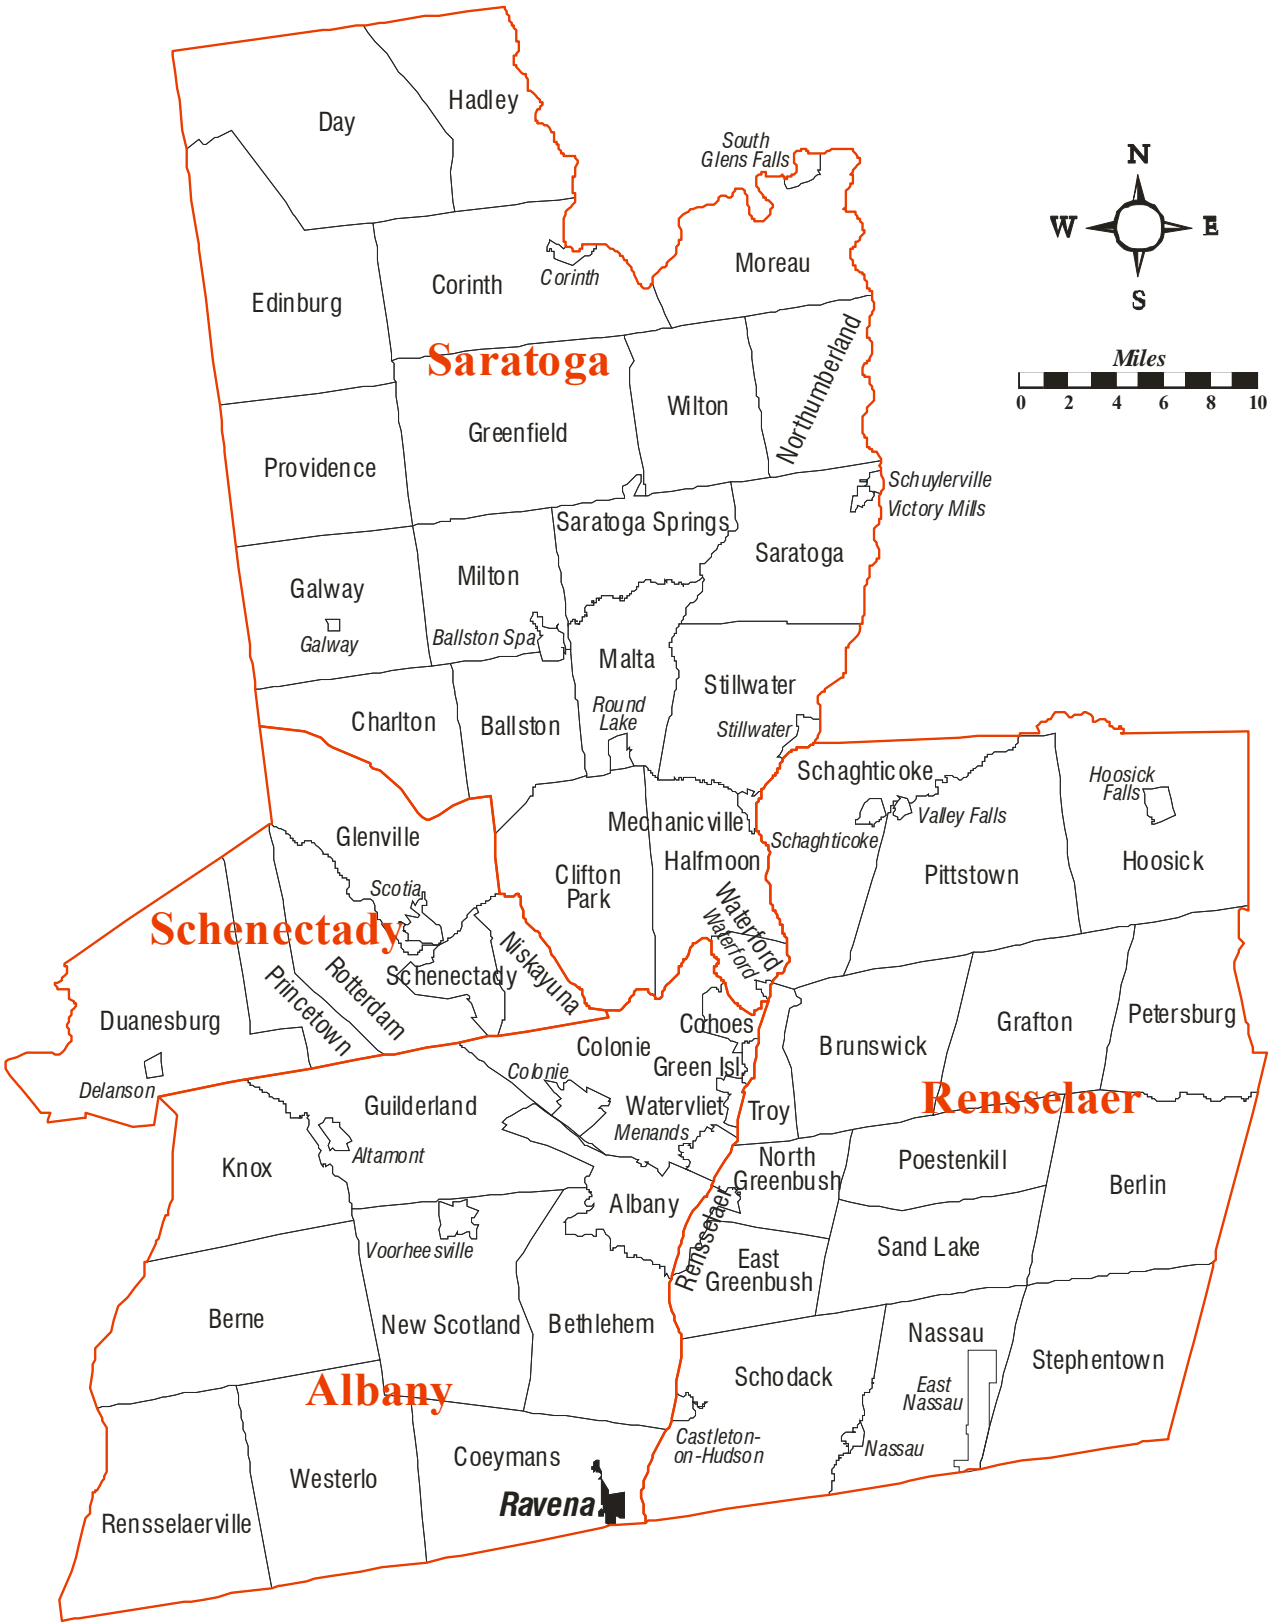 Hadley
Day
South
Glens Falls
N
W
E
S
Moreau
Corinth
Corinth
Edinburg
Saratoga
Northumberland
Miles
0 2 4 6 8 10
Wilton
Greenfield
Providence
Schuylerville
Victory Mills
Saratoga Springs
Saratoga
Milton
Galway
Galway
Ballston Spa
Malta
Stillwater
Round
Lake
Stillwater
Charlton
Ballston
Schaghticoke
Hoosick
Falls
Valley Falls
Mechanicville
Glenville
Schaghticoke
Halfmoon
Hoosick
Clifton
Park
Pittstown
Scotia
Schenectady
Waterford
Waterford
Niskayuna
Schenectady
Rotterdam
Princetown
Duanesburg
Cohoes
Grafton
Petersburg
Colonie
Brunswick
Green Isl.
Colonie
Delanson
Rensselaer
Guilderland
Watervliet
Troy
Menands
Altamont
Knox
North
Greenbush
Poestenkill
Berlin
Albany
Rensselaer
Voorheesville
Sand Lake
East
Greenbush
Berne
New Scotland
Bethlehem
Nassau
Stephentown
Schodack
Albany
East
Nassau
Castleton-
on-Hudson
Nassau
Coeymans
Westerlo
Ravena
Rensselaerville